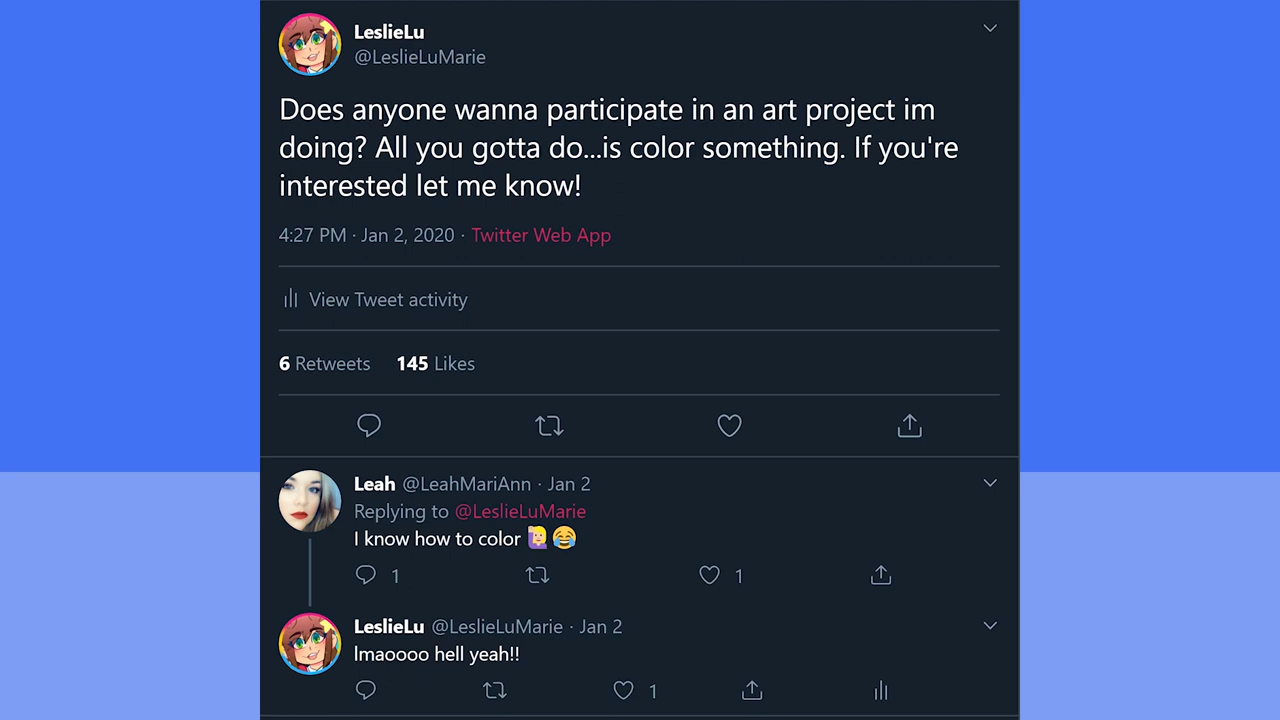 LeslieLu
@LeslieLuMarie
Does anyone wanna participate in an art project im
doing? All you gotta do...is color something. If you're
interested let me know!
4:27 PM · Jan 2, 2020 · Twitter Web App
View Tweet activity
6 Retweets 145 Likes
Leah @LeahMariAnn · Jan 2
Replying to @LeslieLuMarie
I know how to color 🙋🏼‍♀️😂
1 1
LeslieLu @LeslieLuMarie · Jan 2
lmaoooo hell yeah!!
1